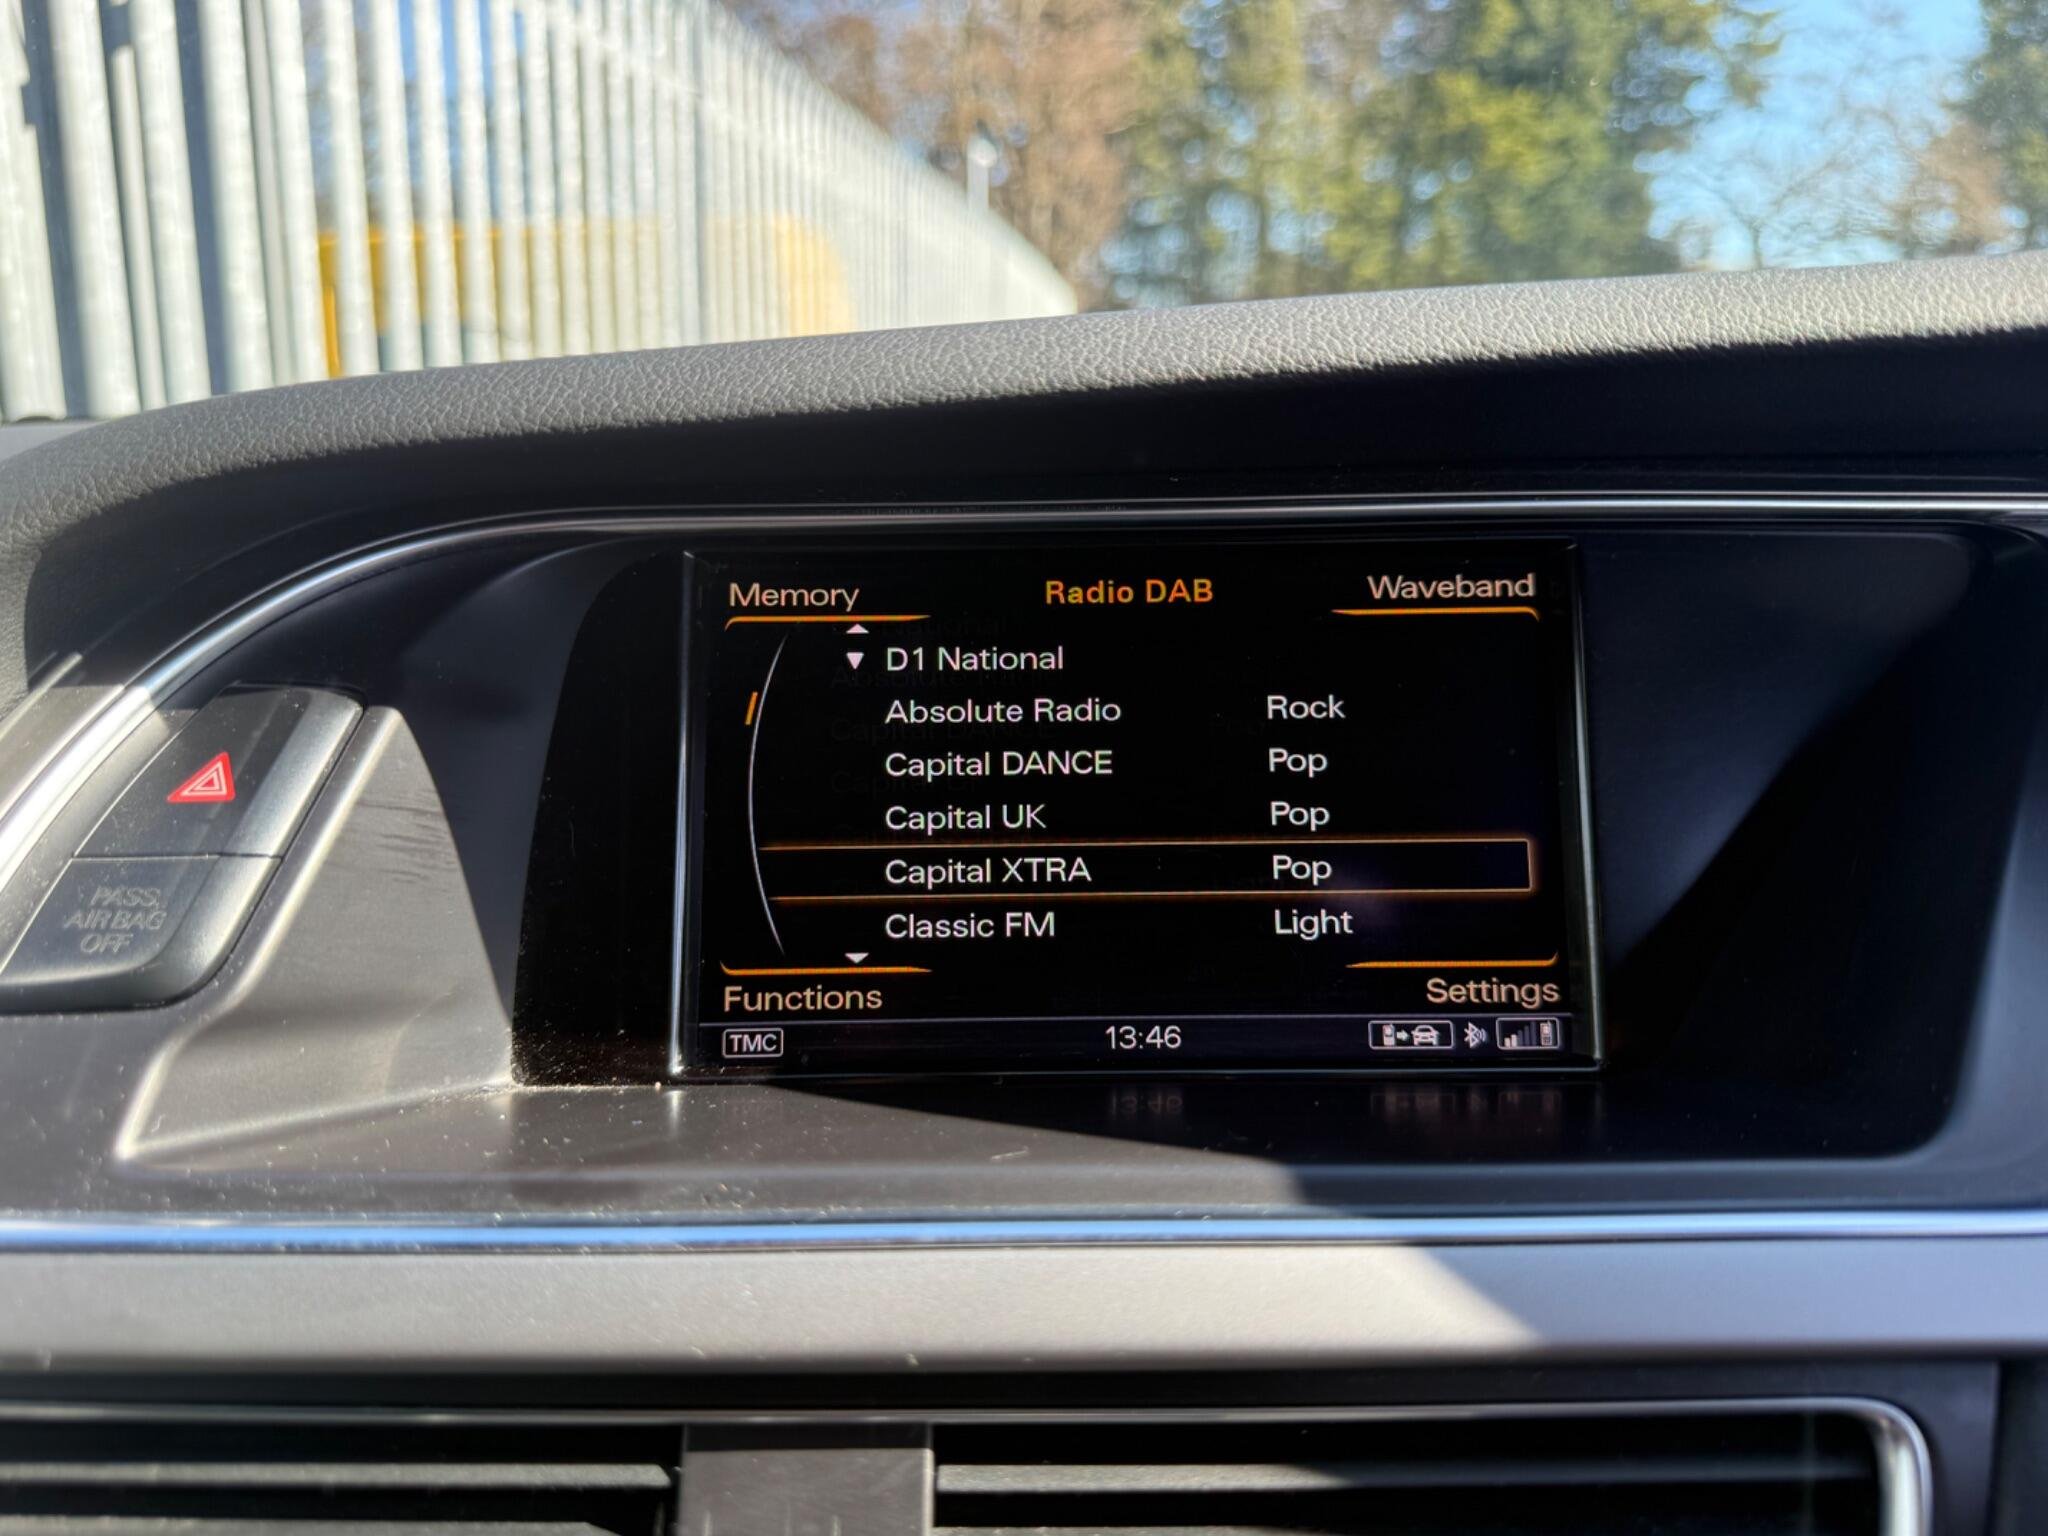 Memory Radio DAB Waveband
D1 National
Absolute Radio Rock
Capital DANCE Pop
Capital UK Pop
Capital XTRA Pop
Classic FM Light
Functions Settings
TMC 13:46
PASS.
AIR BAG
OFF